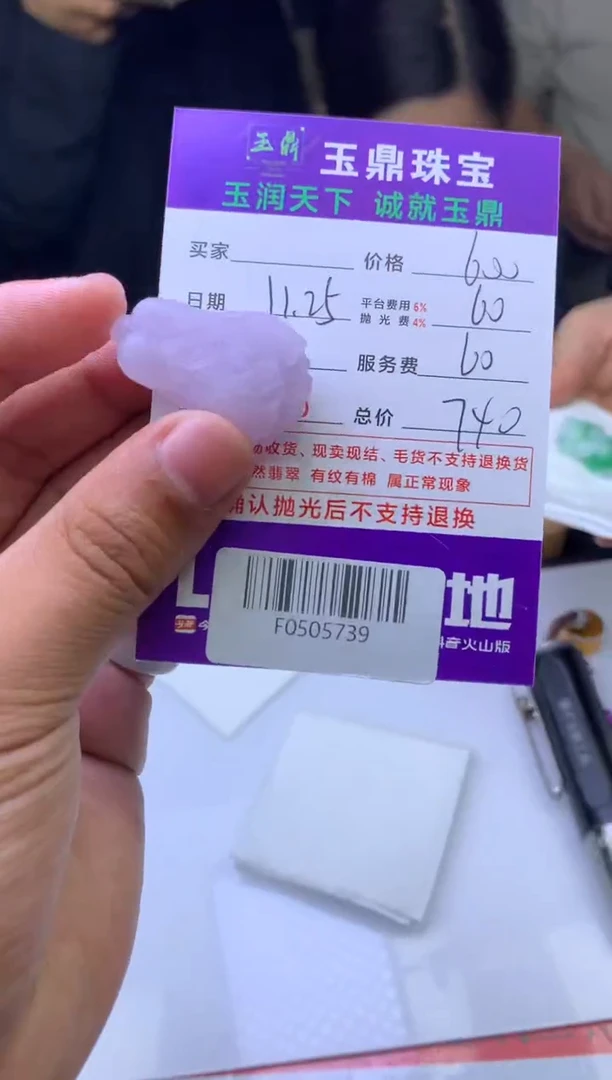 玉鼎 玉鼎珠宝
玉润天下 诚就玉鼎
买家 价格 600
日期 11.25 平台费用6% 抛光费4% 60
服务费 60
总价 740
收货、现卖现结、毛货不支持退换货
然翡翠 有纹有棉 属正常现象
确认抛光后不支持退换
地
F0505739
抖音火山版